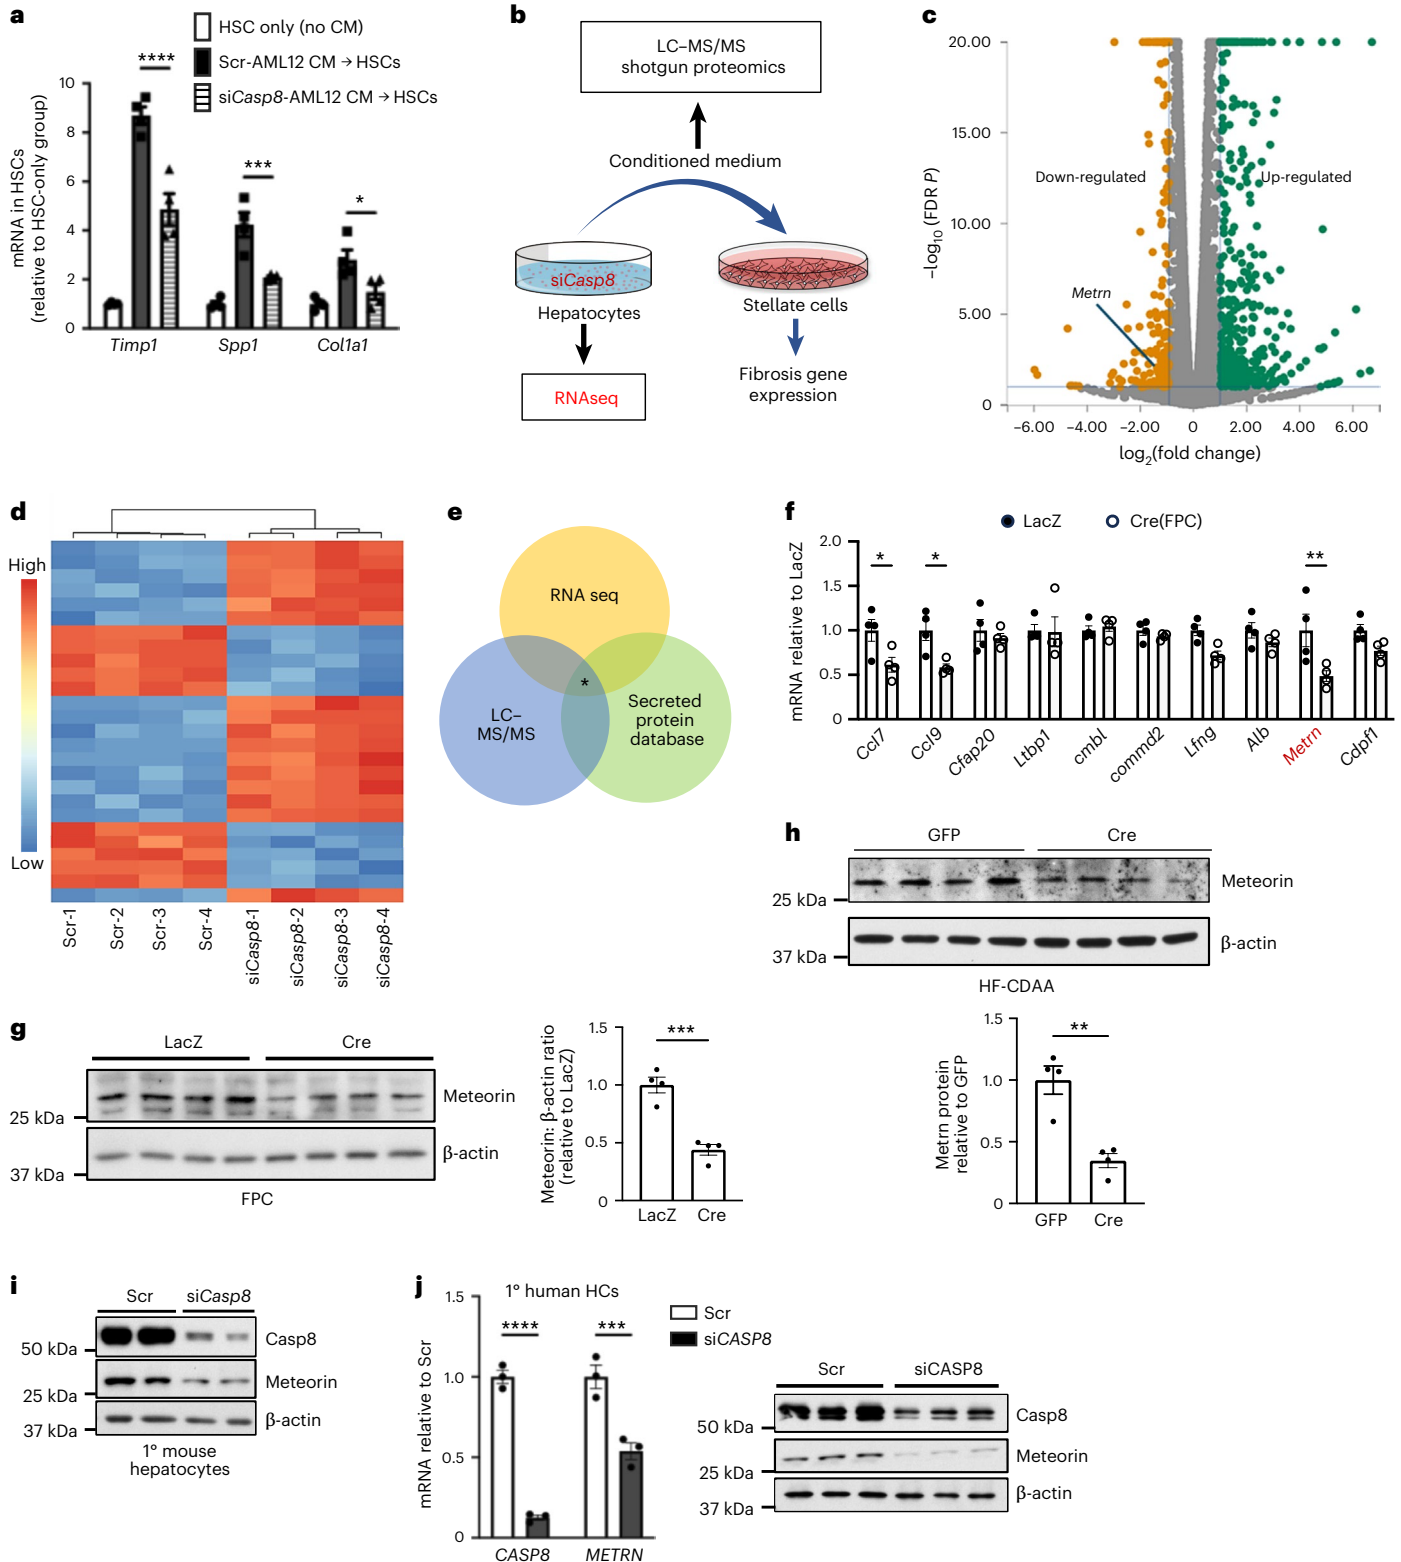 a
HSC only (no CM)
Scr-AML12 CM → HSCs
siCasp8-AML12 CM → HSCs
mRNA in HSCs
(relative to HSC-only group)
10
8
6
4
2
0
****
***
*
Timp1
Spp1
Col1a1
b
LC–MS/MS
shotgun proteomics
Conditioned medium
siCasp8
Hepatocytes
Stellate cells
RNAseq
Fibrosis gene
expression
c
−log10 (FDR P)
20.00
15.00
10.00
5.00
0
Down-regulated
Up-regulated
Metrn
−6.00
−4.00
−2.00
0
2.00
4.00
6.00
log2(fold change)
d
High
Low
Scr-1
Scr-2
Scr-3
Scr-4
siCasp8-1
siCasp8-2
siCasp8-3
siCasp8-4
e
RNA seq
*
LC–
MS/MS
Secreted
protein
database
f
LacZ
Cre(FPC)
mRNA relative to LacZ
2.0
1.5
1.0
0.5
0
*
*
**
Ccl7
Ccl9
Cfap20
Ltbp1
cmbl
commd2
Lfng
Alb
Metrn
Cdpf1
g
LacZ
Cre
Meteorin
25 kDa
β-actin
37 kDa
FPC
Meteorin: β-actin ratio
(relative to LacZ)
1.5
1.0
0.5
0
***
LacZ
Cre
h
GFP
Cre
Meteorin
25 kDa
β-actin
37 kDa
HF-CDAA
Metrn protein
relative to GFP
1.5
1.0
0.5
0
**
GFP
Cre
i
Scr
siCasp8
Casp8
50 kDa
Meteorin
25 kDa
β-actin
37 kDa
1° mouse
hepatocytes
j
1° human HCs
Scr
siCASP8
mRNA relative to Scr
1.5
1.0
0.5
0
****
***
CASP8
METRN
Scr
siCASP8
Casp8
50 kDa
Meteorin
25 kDa
β-actin
37 kDa